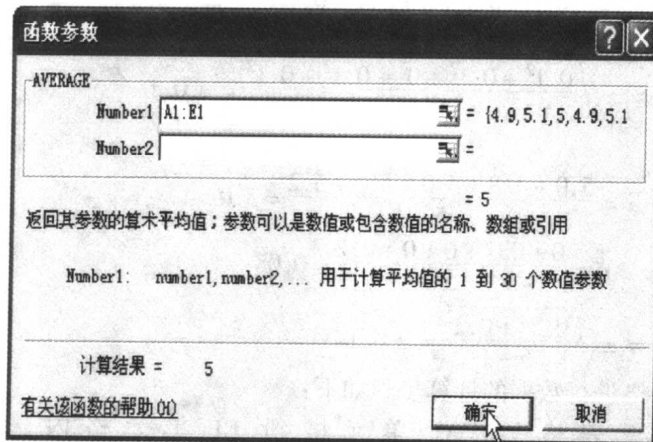 函数参数
AVERAGE
Number1 A1:E1 = {4.9,5.1,5,4.9,5.1
Number2 =
= 5
返回其参数的算术平均值；参数可以是数值或包含数值的名称、数组或引用
Number1: number1,number2,... 用于计算平均值的 1 到 30 个数值参数
计算结果 = 5
有关该函数的帮助(H)
确定 取消